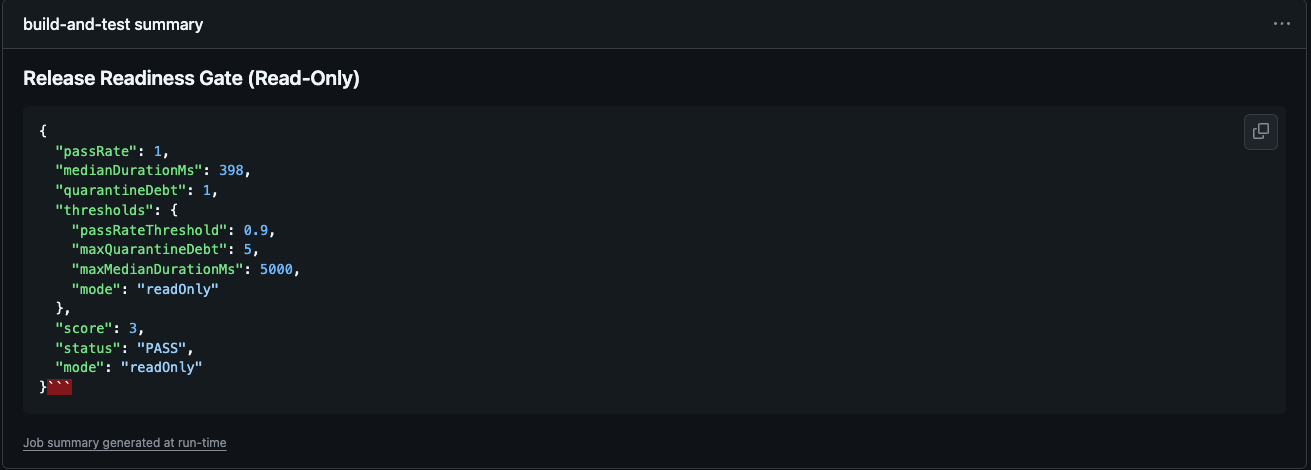 build-and-test summary
Release Readiness Gate (Read-Only)
{
  "passRate": 1,
  "medianDurationMs": 398,
  "quarantineDebt": 1,
  "thresholds": {
    "passRateThreshold": 0.9,
    "maxQuarantineDebt": 5,
    "maxMedianDurationMs": 5000,
    "mode": "readOnly"
  },
  "score": 3,
  "status": "PASS",
  "mode": "readOnly"
}```
Job summary generated at run-time